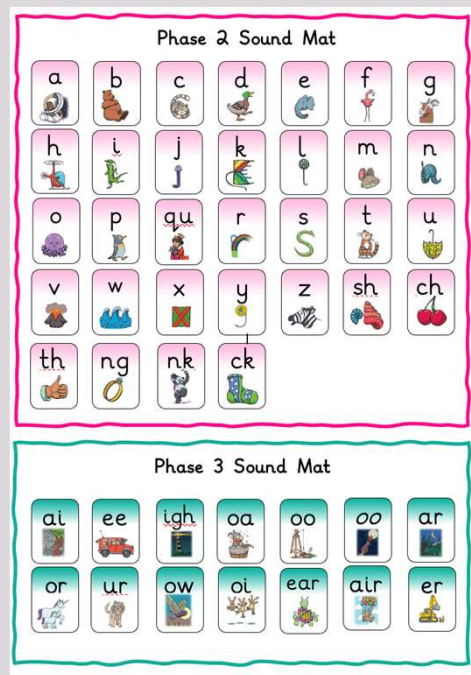 Phase 2 Sound Mat
a b c d e f g
h i j k l m n
o p qu r s t u
v w x y z sh ch
th ng nk ck
Phase 3 Sound Mat
ai ee igh oa oo oo ar
or ur ow oi ear air er